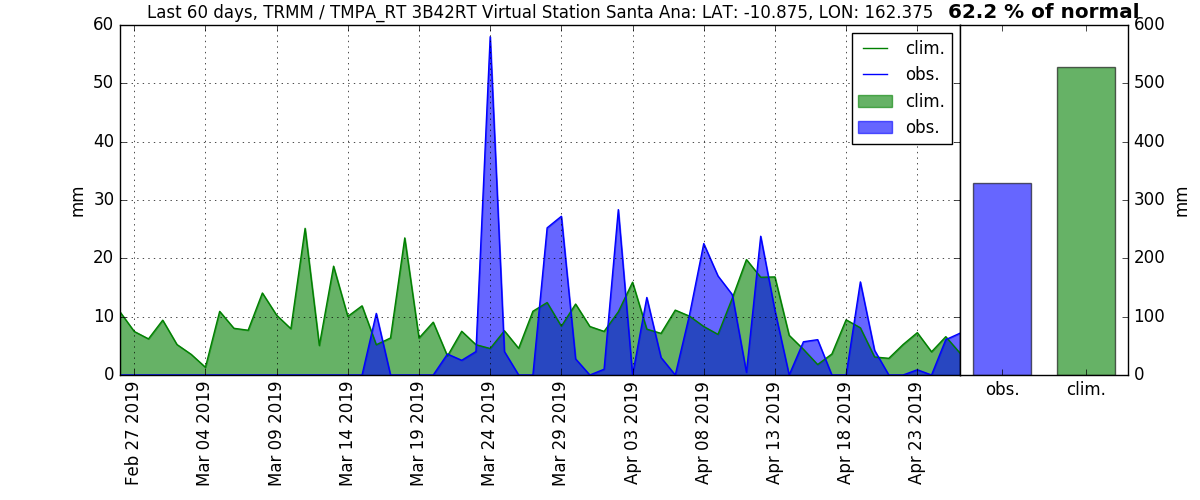 Last 60 days, TRMM / TMPA_RT 3B42RT Virtual Station Santa Ana: LAT: -10.875, LON: 162.375
62.2 % of normal
60
50
40
30
20
10
0
mm
clim.
obs.
clim.
obs.
600
500
400
300
200
100
0
mm
Feb 27 2019
Mar 04 2019
Mar 09 2019
Mar 14 2019
Mar 19 2019
Mar 24 2019
Mar 29 2019
Apr 03 2019
Apr 08 2019
Apr 13 2019
Apr 18 2019
Apr 23 2019
obs.
clim.